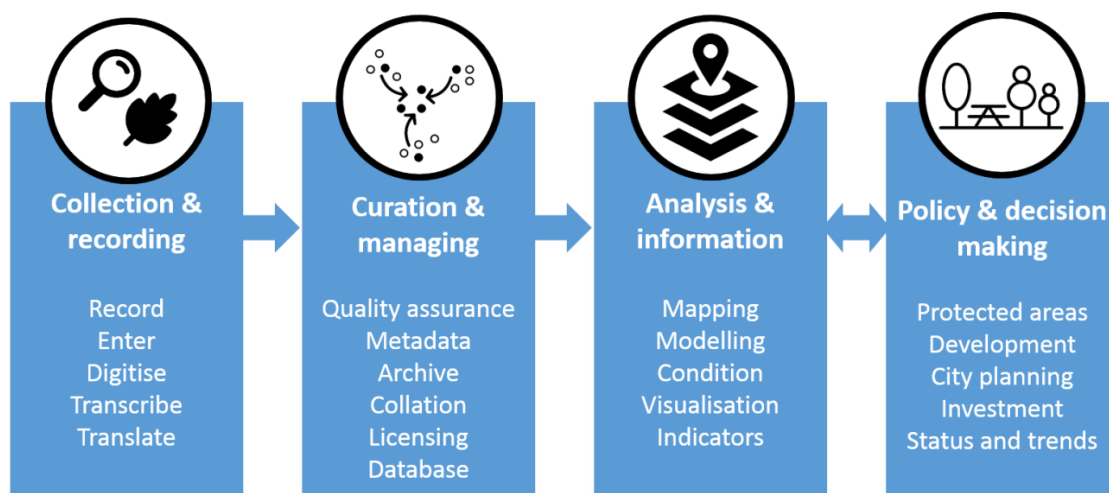 Collection &
recording
Record
Enter
Digitise
Transcribe
Translate
Curation &
managing
Quality assurance
Metadata
Archive
Collation
Licensing
Database
Analysis &
information
Mapping
Modelling
Condition
Visualisation
Indicators
Policy & decision
making
Protected areas
Development
City planning
Investment
Status and trends